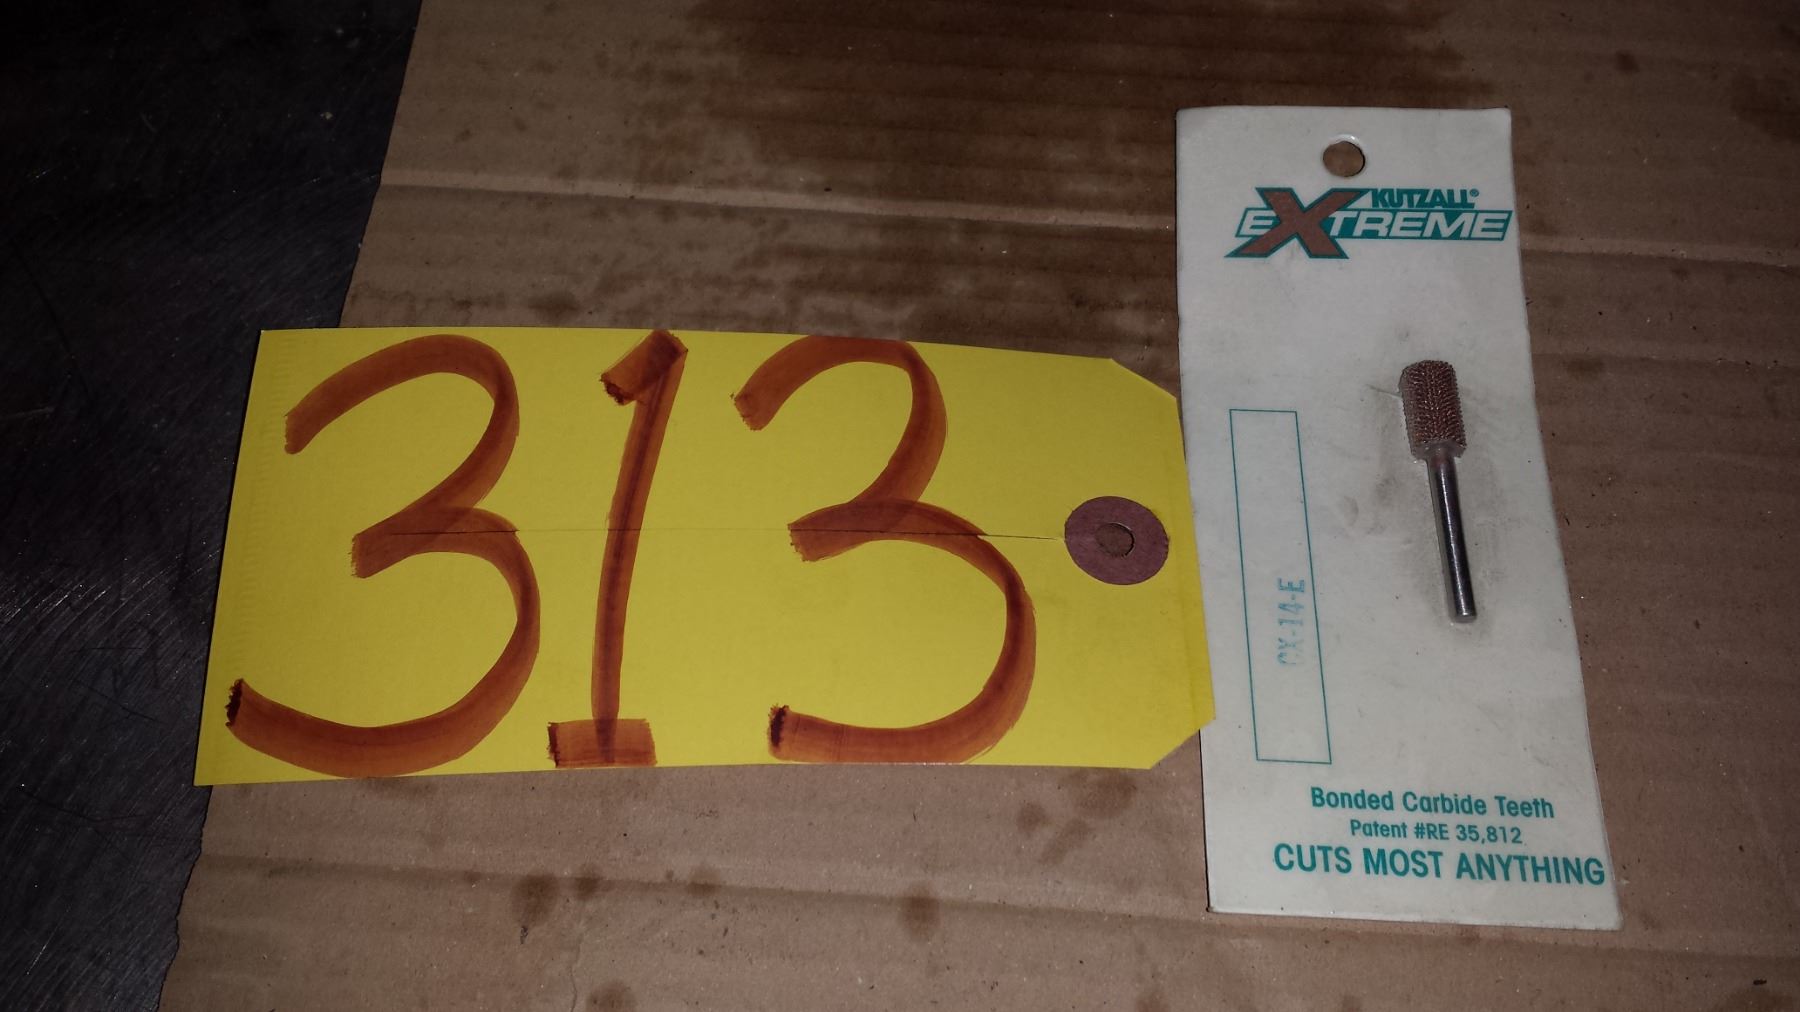 313
KUTZALL®
EXTREME
CX-14-E
Bonded Carbide Teeth
Patent #RE 35,812
CUTS MOST ANYTHING